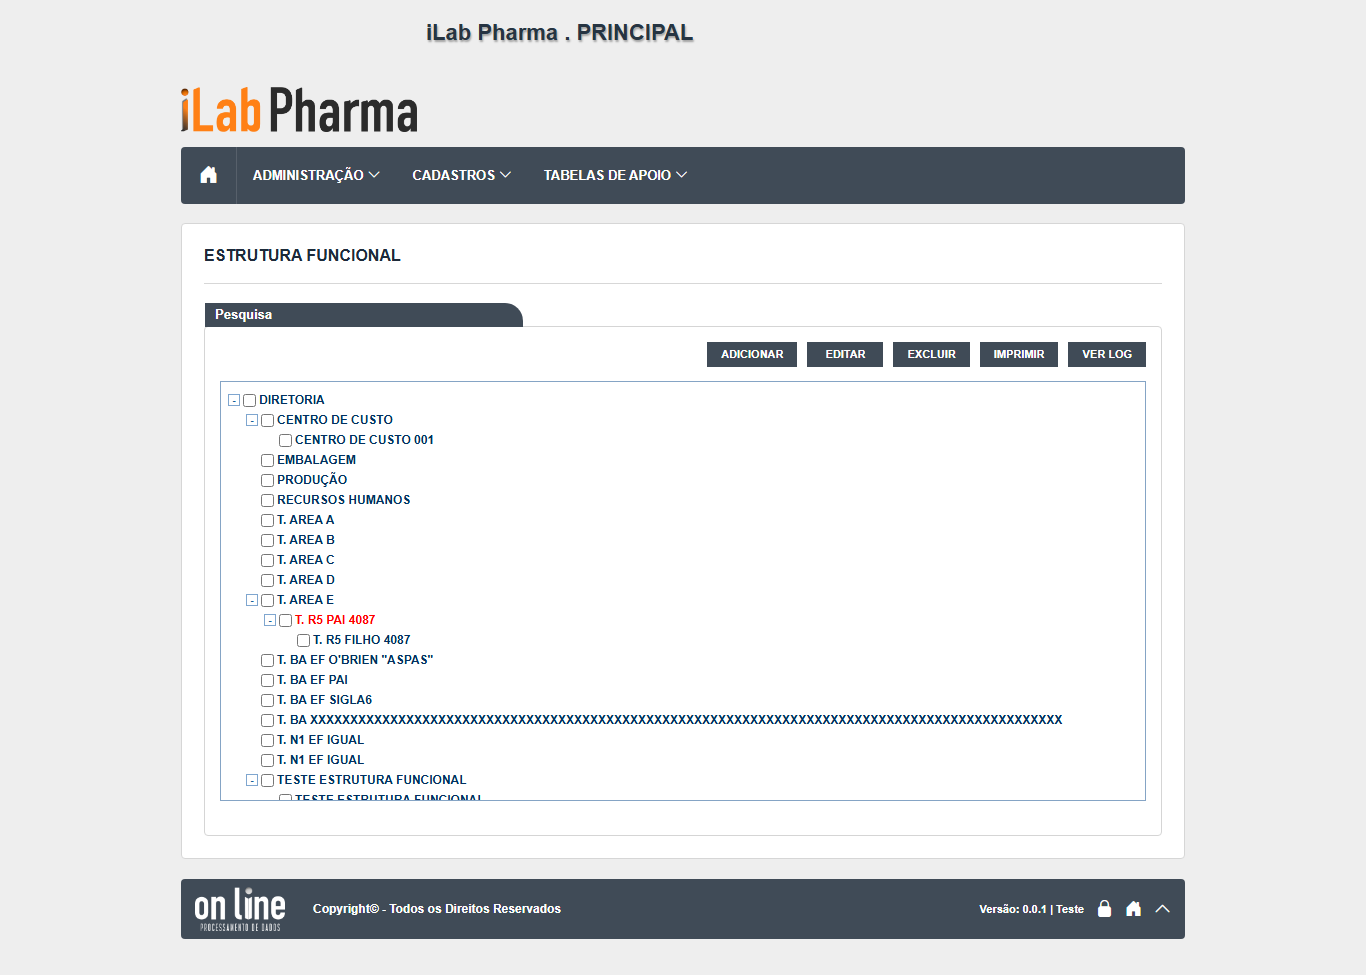 iLab Pharma . PRINCIPAL
iLab Pharma
ADMINISTRAÇÃO CADASTROS TABELAS DE APOIO
ESTRUTURA FUNCIONAL
Pesquisa
ADICIONAR EDITAR EXCLUIR IMPRIMIR VER LOG
DIRETORIA
CENTRO DE CUSTO
CENTRO DE CUSTO 001
EMBALAGEM
PRODUÇÃO
RECURSOS HUMANOS
T. AREA A
T. AREA B
T. AREA C
T. AREA D
T. AREA E
T. R5 PAI 4087
T. R5 FILHO 4087
T. BA EF O'BRIEN "ASPAS"
T. BA EF PAI
T. BA EF SIGLA6
T. BA XXXXXXXXXXXXXXXXXXXXXXXXXXXXXXXXXXXXXXXXXXXXXXXXXXXXXXXXXXXXXXXXXXXXXXXXXXXXXXXXXXXXXXXXXXXXXX
T. N1 EF IGUAL
T. N1 EF IGUAL
TESTE ESTRUTURA FUNCIONAL
TESTE ESTRUTURA FUNCIONAL
on line
PROCESSAMENTO DE DADOS
Copyright© - Todos os Direitos Reservados
Versão: 0.0.1 | Teste